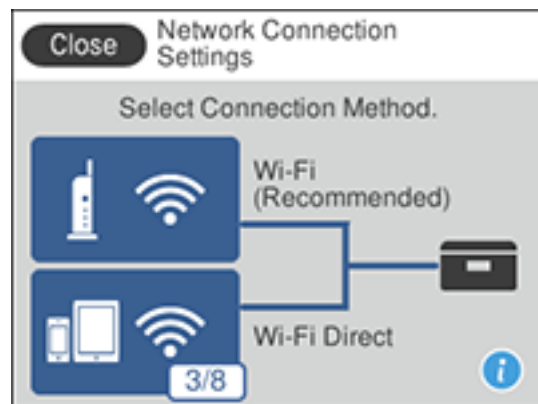 Close
Network Connection
Settings
Select Connection Method.
Wi-Fi
(Recommended)
Wi-Fi Direct
3/8
i